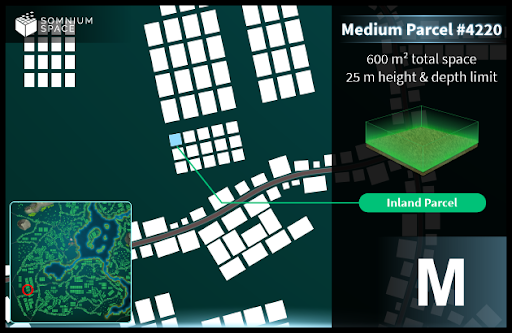 SOMNIUM
SPACE
Medium Parcel #4220
600 m² total space
25 m height & depth limit
Inland Parcel
M